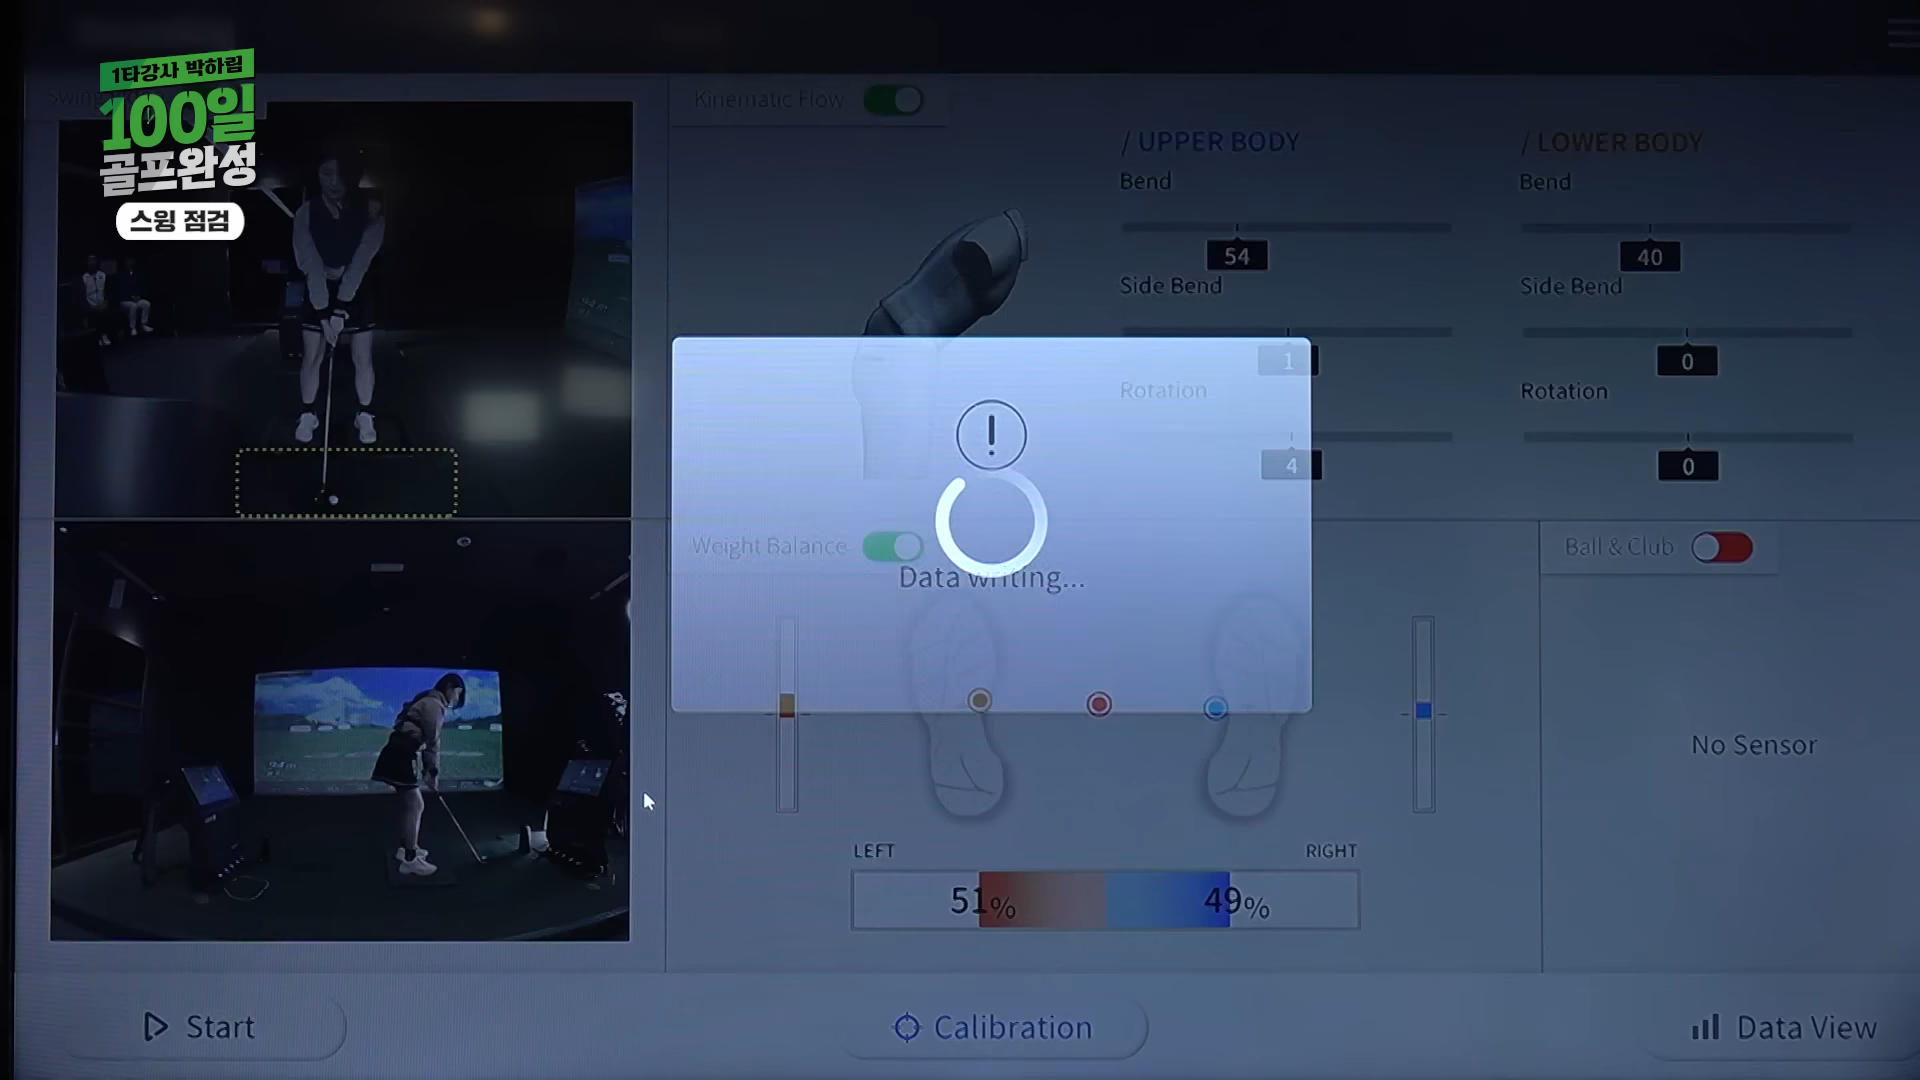 1타강사 박하림
100일
골프완성
스윙 점검
Swing
Kinematic Flow
/ UPPER BODY
Bend
54
Side Bend
1
Rotation
4
/ LOWER BODY
Bend
40
Side Bend
0
Rotation
0
Data writing...
Weight Balance
LEFT
RIGHT
51%
49%
Ball & Club
No Sensor
Start
Calibration
Data View